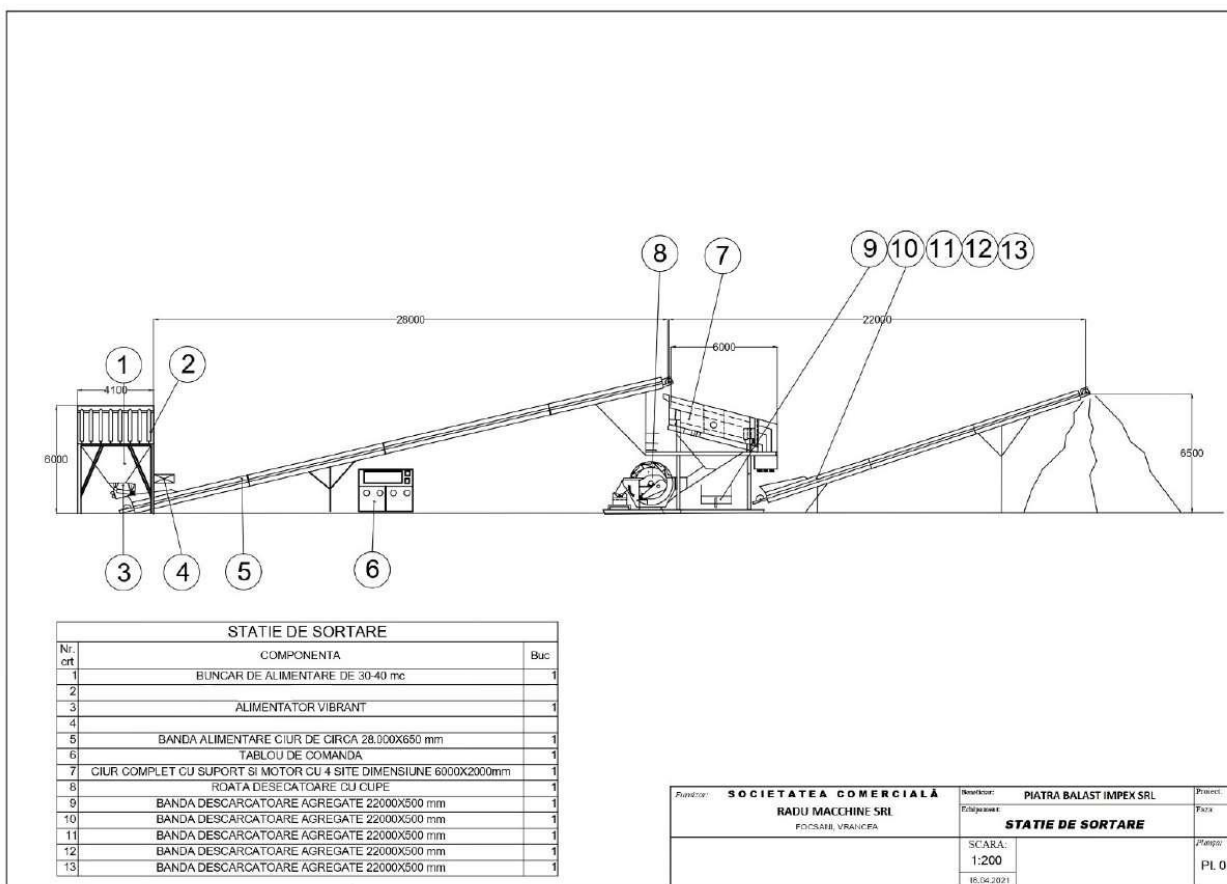 8 7 9 10 11 12 13
28000 22000
6000
1 2
4100
6000
6500
3 4 5 6
STATIE DE SORTARE
Nr. crt COMPONENTA Buc
1 BUNCAR DE ALIMENTARE DE 30-40 mc 1
2
3 ALIMENTATOR VIBRANT 1
4
5 BANDA ALIMENTARE CIUR DE CIRCA 28.000X650 mm 1
6 TABLOU DE COMANDA 1
7 CIUR COMPLET CU SUPORT SI MOTOR CU 4 SITE DIMENSIUNE 6000X2000mm 1
8 ROATA DESECATOARE CU CUPE 1
9 BANDA DESCARCATOARE AGREGATE 22000X500 mm 1
10 BANDA DESCARCATOARE AGREGATE 22000X500 mm 1
11 BANDA DESCARCATOARE AGREGATE 22000X500 mm 1
12 BANDA DESCARCATOARE AGREGATE 22000X500 mm 1
13 BANDA DESCARCATOARE AGREGATE 22000X500 mm 1
Furnizor: SOCIETATEA COMERCIALĂ
RADU MACCHINE SRL
FOCSANI, VRANCEA
Beneficiar: PIATRA BALAST IMPEX SRL
Echipament: STATIE DE SORTARE
SCARA:
1:200
18.04.2021
Proiect:
Faza
Planşa:
PL 0